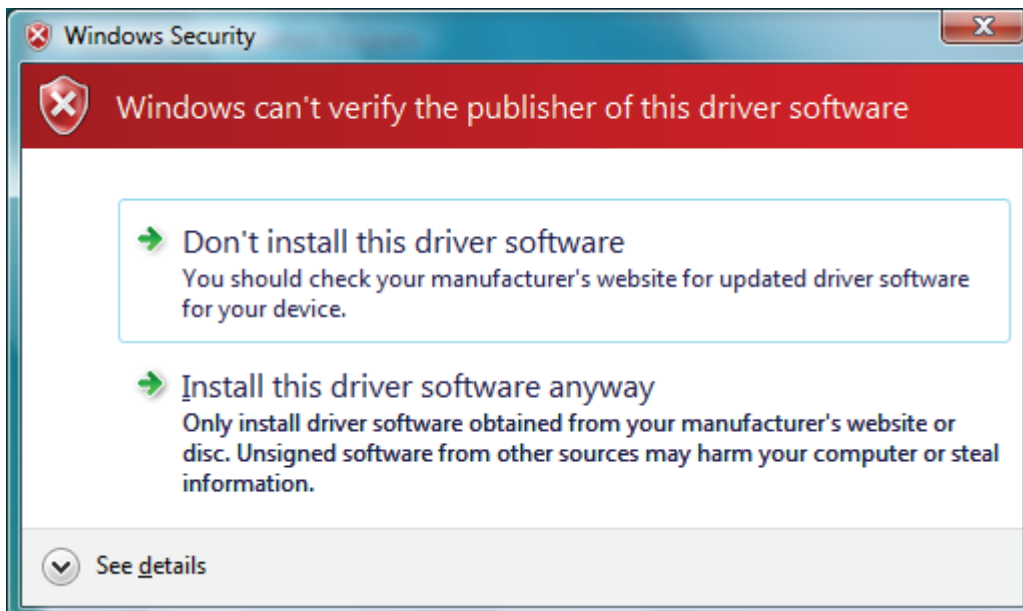 Windows Security
Windows can't verify the publisher of this driver software
Don't install this driver software
You should check your manufacturer's website for updated driver software
for your device.
Install this driver software anyway
Only install driver software obtained from your manufacturer's website or
disc. Unsigned software from other sources may harm your computer or steal
information.
See details